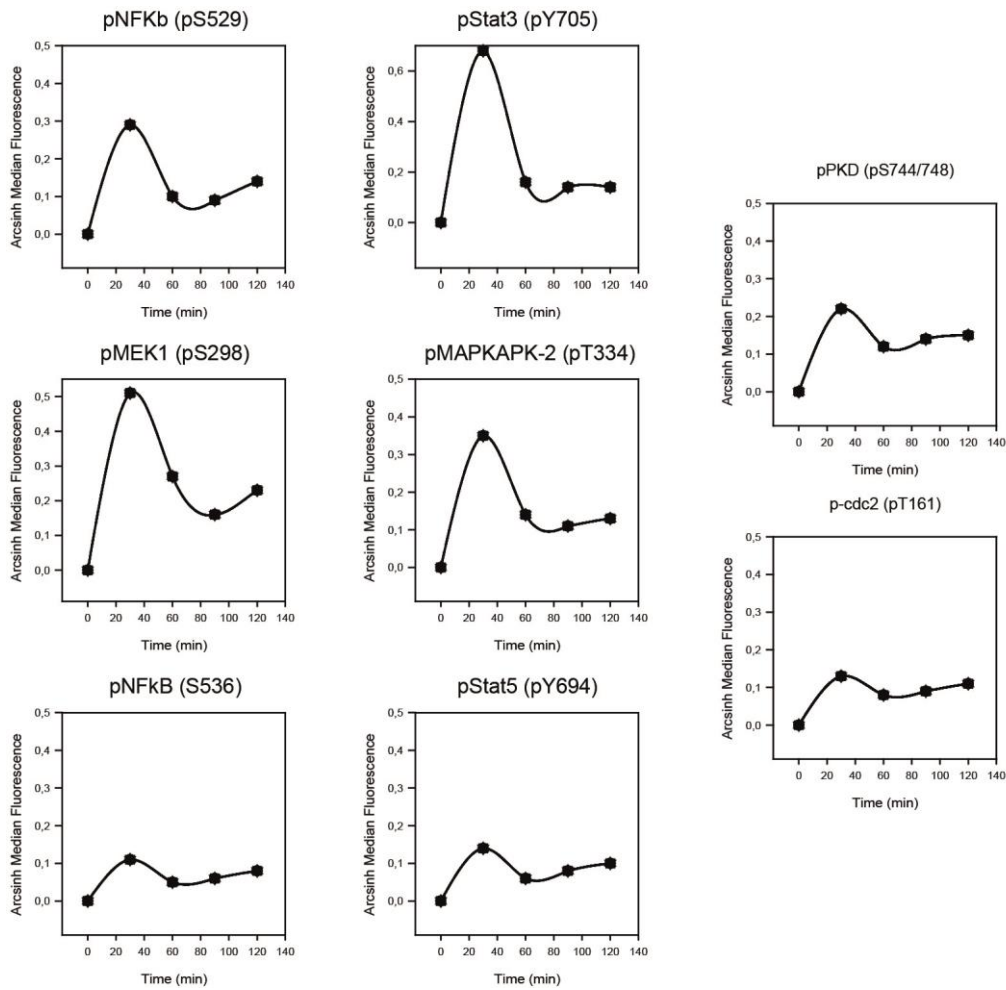 pNFKb (pS529)
Arcsinh Median Fluorescence
0,5
0,4
0,3
0,2
0,1
0,0
0 20 40 60 80 100 120 140
Time (min)
pStat3 (pY705)
Arcsinh Median Fluorescence
0,6
0,4
0,2
0,0
0 20 40 60 80 100 120 140
Time (min)
pMEK1 (pS298)
Arcsinh Median Fluorescence
0,5
0,4
0,3
0,2
0,1
0,0
0 20 40 60 80 100 120 140
Time (min)
pMAPKAPK-2 (pT334)
Arcsinh Median Fluorescence
0,5
0,4
0,3
0,2
0,1
0,0
0 20 40 60 80 100 120 140
Time (min)
pNFkB (S536)
Arcsinh Median Fluorescence
0,5
0,4
0,3
0,2
0,1
0,0
0 20 40 60 80 100 120 140
Time (min)
pStat5 (pY694)
Arcsinh Median Fluorescence
0,5
0,4
0,3
0,2
0,1
0,0
0 20 40 60 80 100 120 140
Time (min)
pPKD (pS744/748)
Arcsinh Median Fluorescence
0,5
0,4
0,3
0,2
0,1
0,0
0 20 40 60 80 100 120 140
Time (min)
p-cdc2 (pT161)
Arcsinh Median Fluorescence
0,5
0,4
0,3
0,2
0,1
0,0
0 20 40 60 80 100 120 140
Time (min)